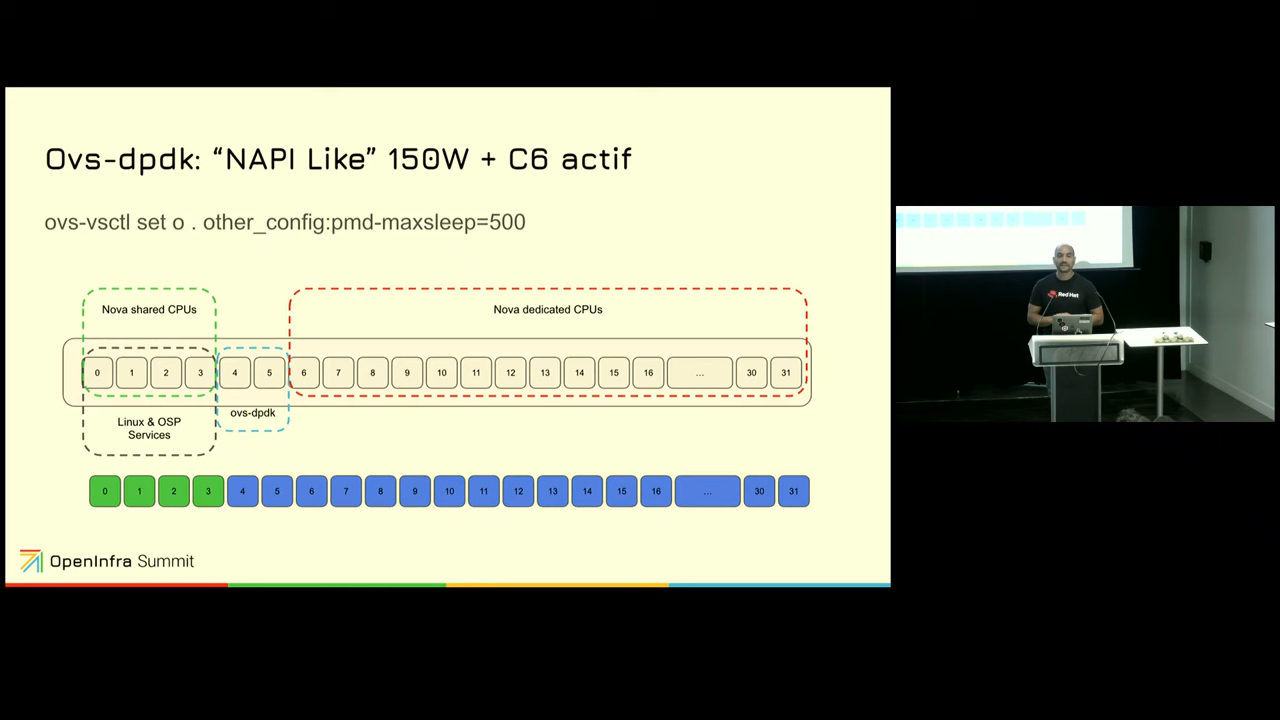 Ovs-dpdk: “NAPI Like” 150W + C6 actif
ovs-vsctl set o . other_config:pmd-maxsleep=500
Nova shared CPUs
Nova dedicated CPUs
0 1 2 3 4 5 6 7 8 9 10 11 12 13 14 15 16 ... 30 31
ovs-dpdk
Linux & OSP
Services
0 1 2 3 4 5 6 7 8 9 10 11 12 13 14 15 16 ... 30 31
OpenInfra Summit
Red Hat